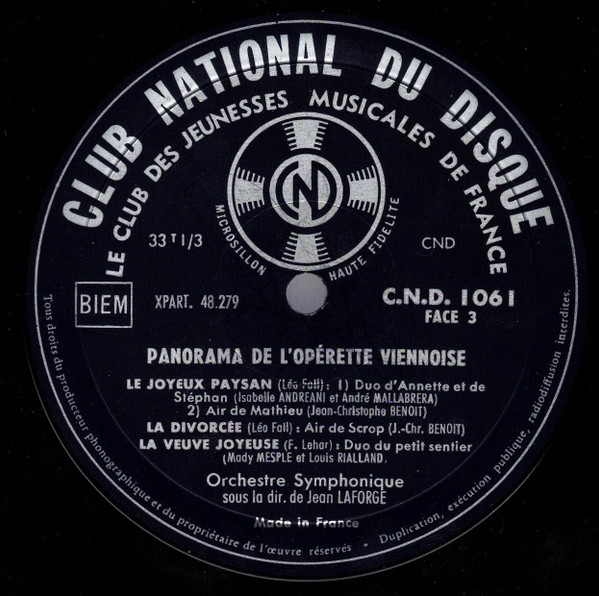 CLUB NATIONAL DU DISQUE
LE CLUB DES JEUNESSES MUSICALES DE FRANCE
CND
MICROSILLON HAUTE FIDELITE
33 T 1/3
CND
BIEM
XPART. 48.279
C.N.D. 1061
FACE 3
PANORAMA DE L'OPÉRETTE VIENNOISE
LE JOYEUX PAYSAN (Léo Fall) : 1) Duo d'Annette et de
Stéphan (Isabelle ANDREANI et André MALLABRERA)
2) Air de Mathieu (Jean-Christophe BENOIT)
LA DIVORCÉE (Léo Fall) : Air de Scrop (J.-Chr. BENOIT)
LA VEUVE JOYEUSE (F. Lehar) : Duo du petit sentier
(Mady MESPLE et Louis RIALLAND)
Orchestre Symphonique
sous la dir. de Jean LAFORGE
Made in France
Tous droits du producteur phonographique et du propriétaire de l'œuvre réservés • Duplication, exécution publique, radiodiffusion interdites.